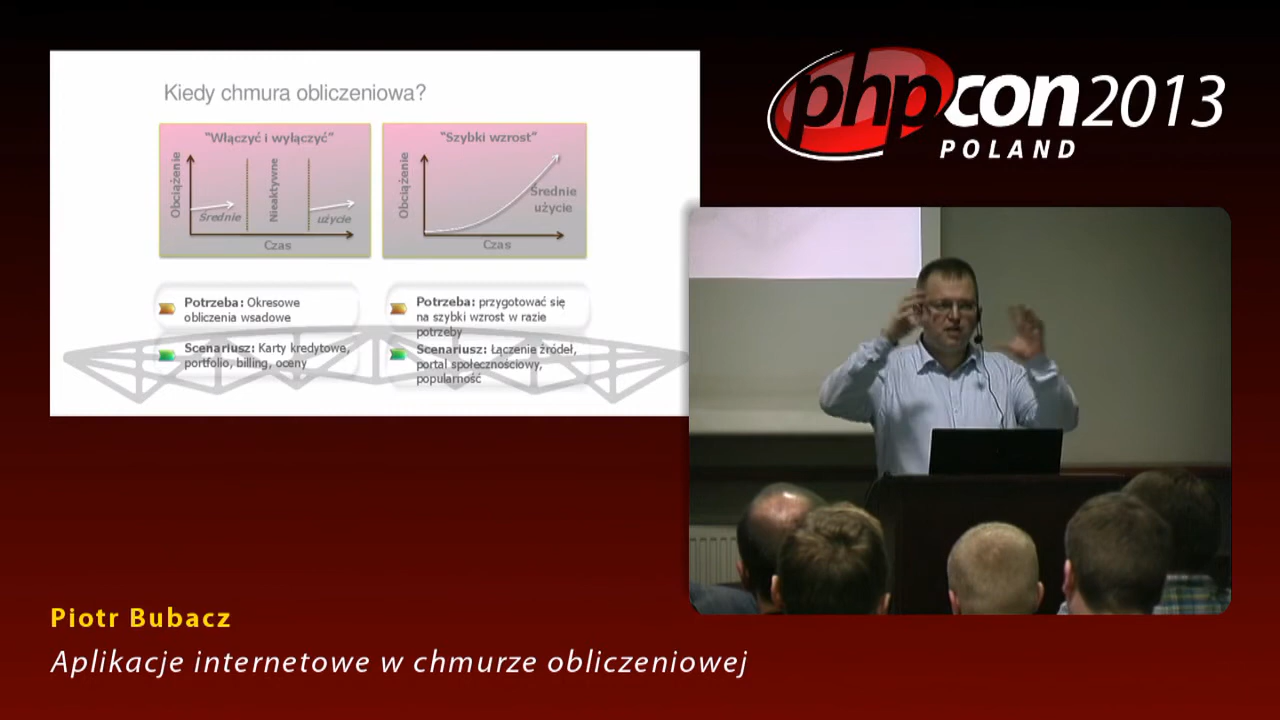 Kiedy chmura obliczeniowa?
"Włączyć i wyłączyć"
Obciążenie
Średnie
Nieaktywne
użycie
Czas
"Szybki wzrost"
Obciążenie
Średnie
użycie
Czas
Potrzeba: Okresowe
obliczenia wsadowe
Scenariusz: Karty kredytowe,
portfolio, billing, oceny
Potrzeba: przygotować się
na szybki wzrost w razie
potrzeby
Scenariusz: Łączenie źródeł,
portal społecznościowy,
popularność
phpcon2013
POLAND
Piotr Bubacz
Aplikacje internetowe w chmurze obliczeniowej